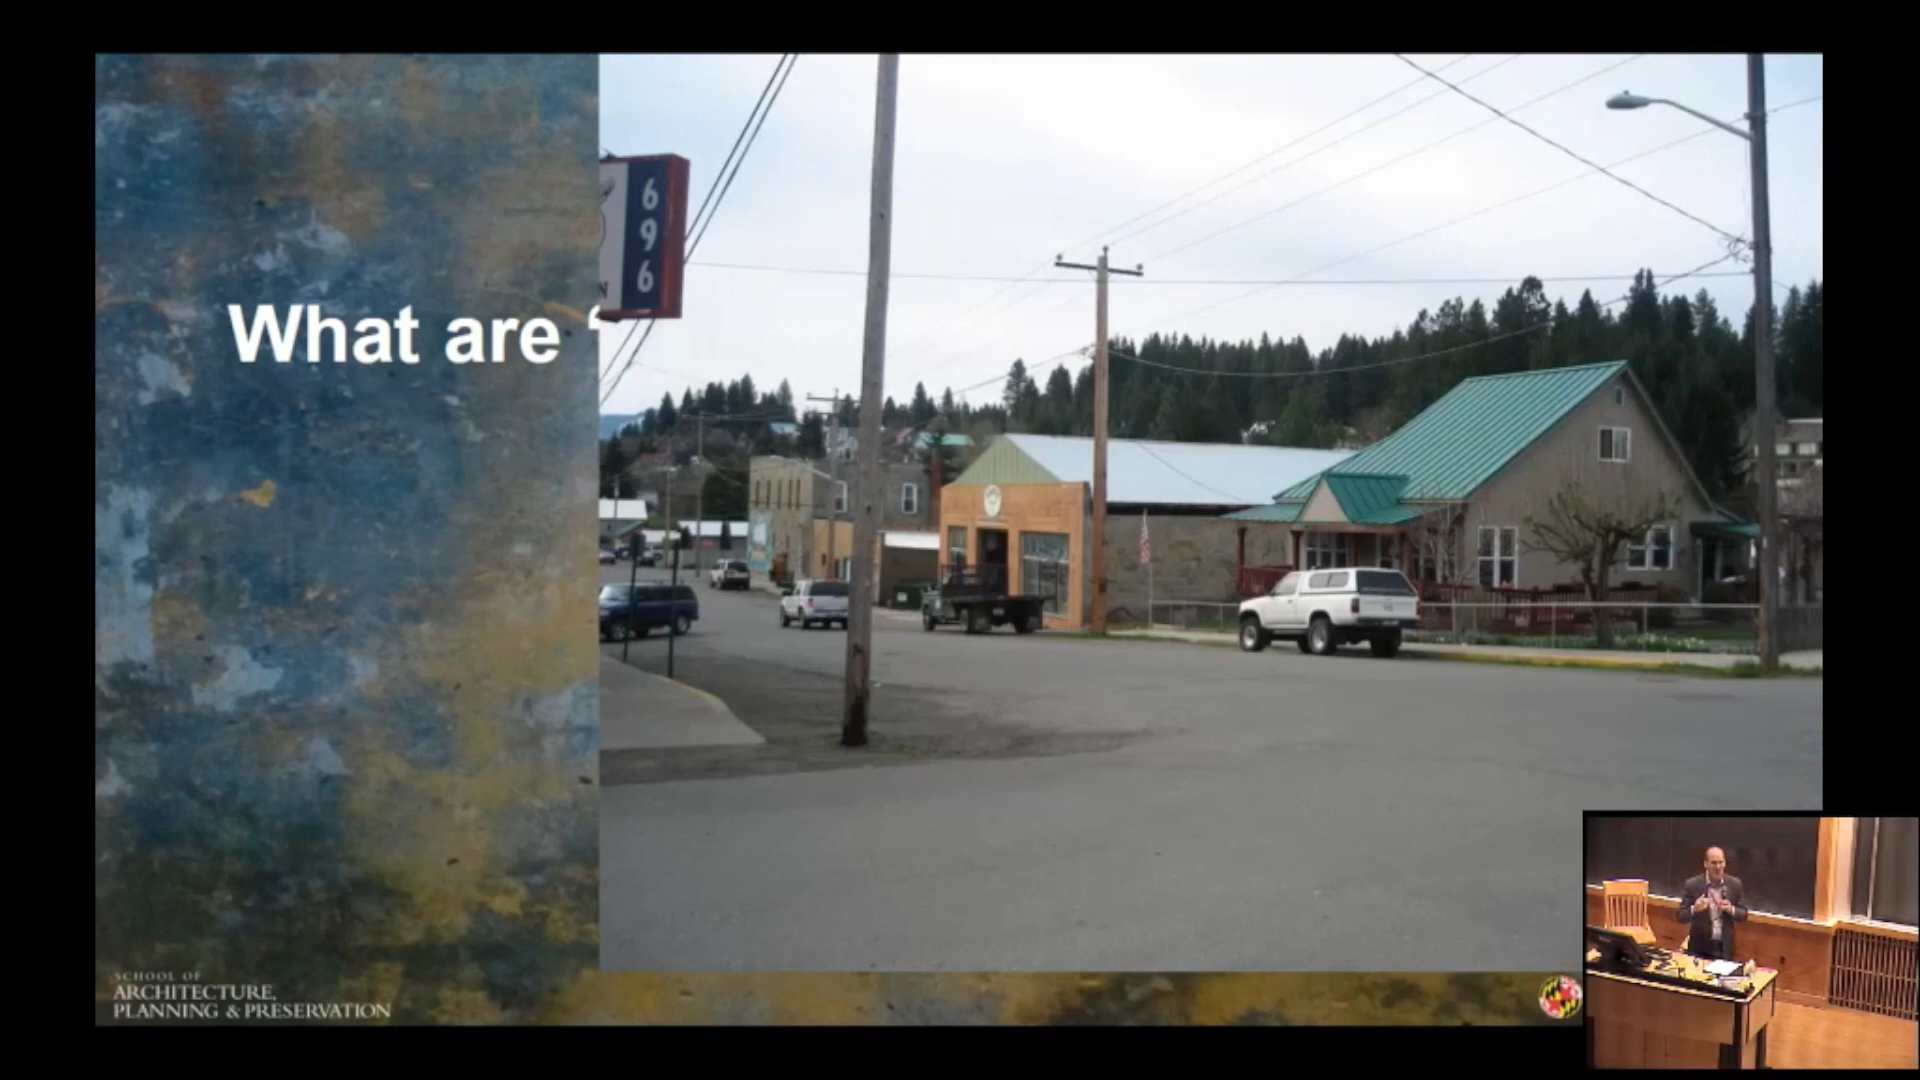 696
N
What are ‘
SCHOOL OF
ARCHITECTURE,
PLANNING & PRESERVATION